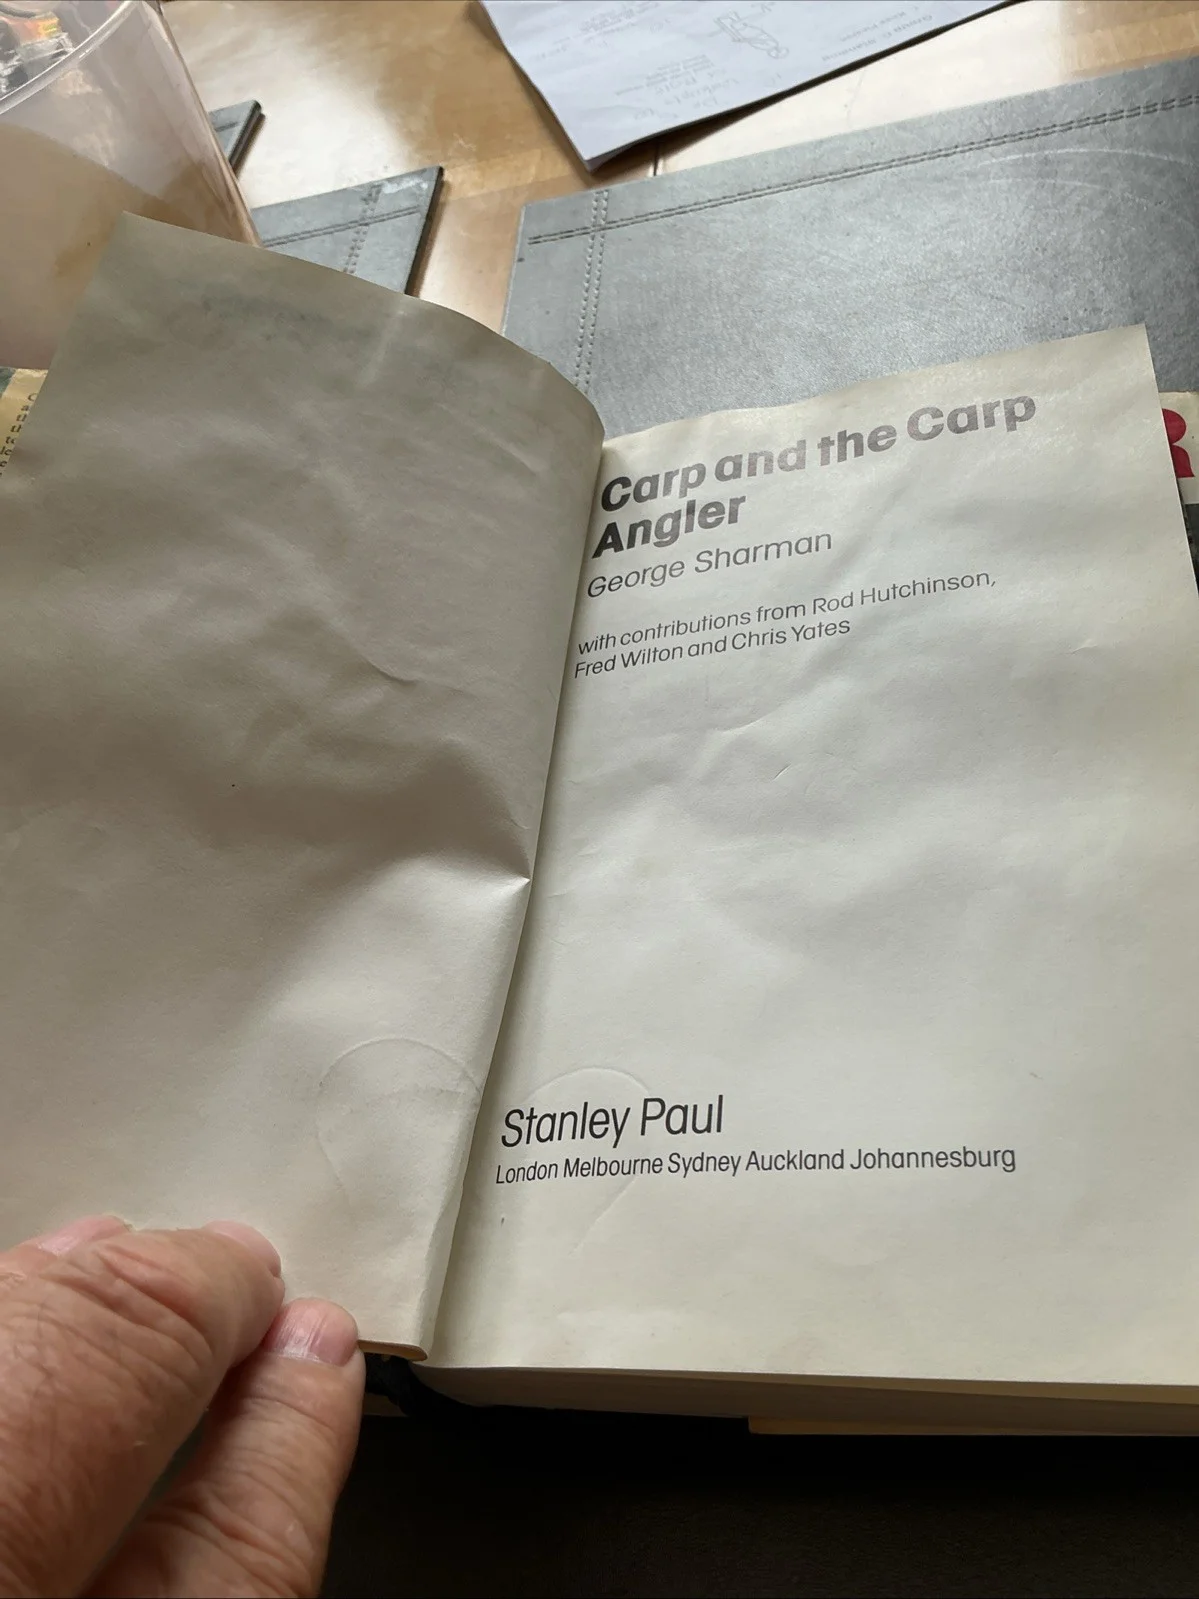 Carp and the Carp
Angler
George Sharman
with contributions from Rod Hutchinson,
Fred Wilton and Chris Yates
Stanley Paul
London Melbourne Sydney Auckland Johannesburg
R